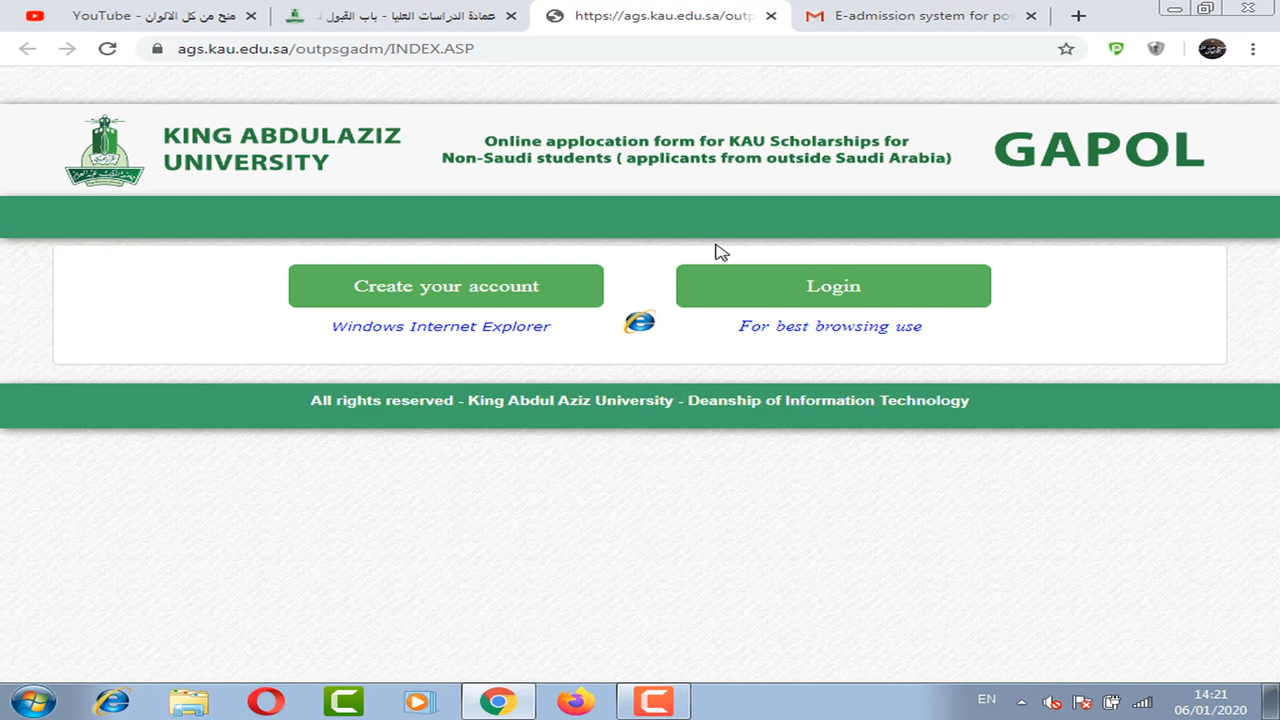 منح من كل الالوان - YouTube
عمادة الدراسات العليا - باب القبول ل
https://ags.kau.edu.sa/outp
E-admission system for po
ags.kau.edu.sa/outpsgadm/INDEX.ASP
KING ABDULAZIZ
UNIVERSITY
Online applocation form for KAU Scholarships for
Non-Saudi students ( applicants from outside Saudi Arabia)
GAPOL
Create your account
Login
Windows Internet Explorer
For best browsing use
All rights reserved - King Abdul Aziz University - Deanship of Information Technology
EN
14:21
06/01/2020